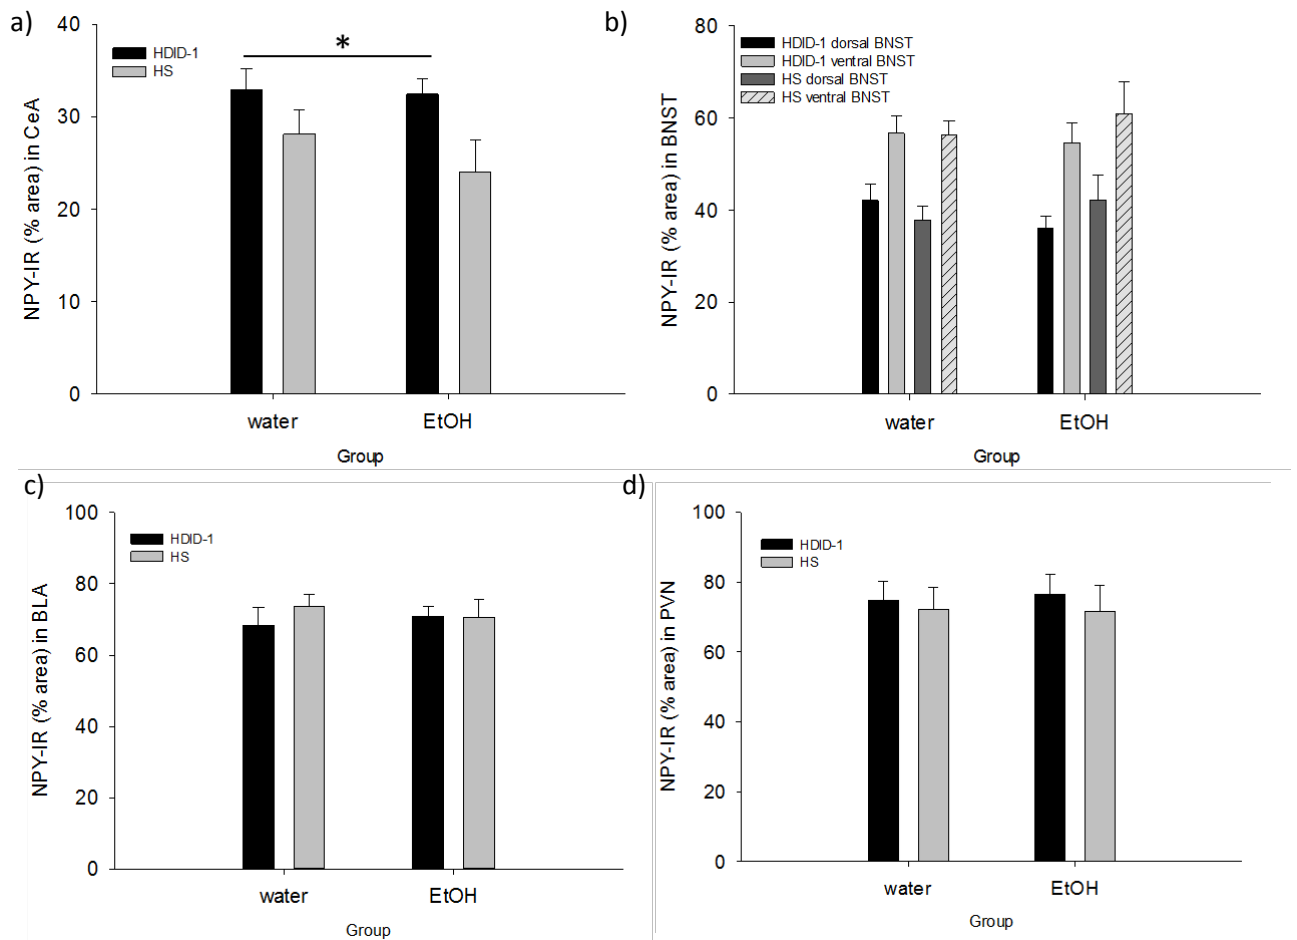 a)
NPY-IR (% area) in CeA
40
30
20
10
0
HDID-1
HS
*
water
EtOH
Group
b)
NPY-IR (% area) in BNST
80
60
40
20
0
HDID-1 dorsal BNST
HDID-1 ventral BNST
HS dorsal BNST
HS ventral BNST
water
EtOH
Group
c)
NPY-IR (% area) in BLA
100
80
60
40
20
0
HDID-1
HS
water
EtOH
Group
d)
NPY-IR (% area) in PVN
100
80
60
40
20
0
HDID-1
HS
water
EtOH
Group